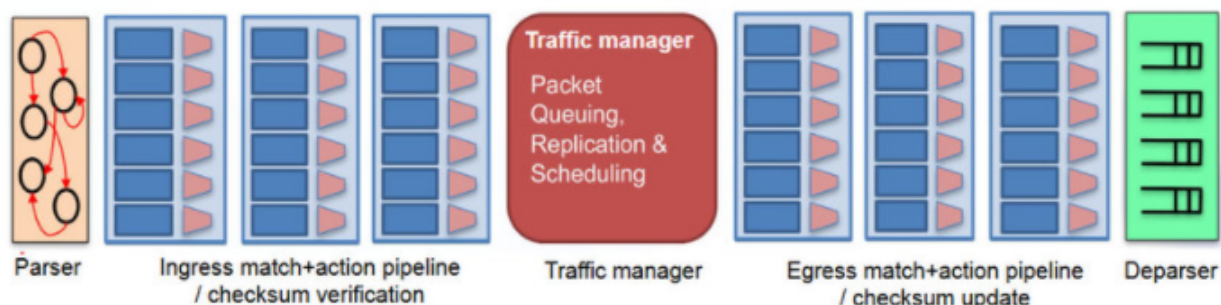 Traffic manager
Packet
Queuing,
Replication &
Scheduling
Parser
Ingress match+action pipeline
/ checksum verification
Traffic manager
Egress match+action pipeline
/ checksum update
Deparser